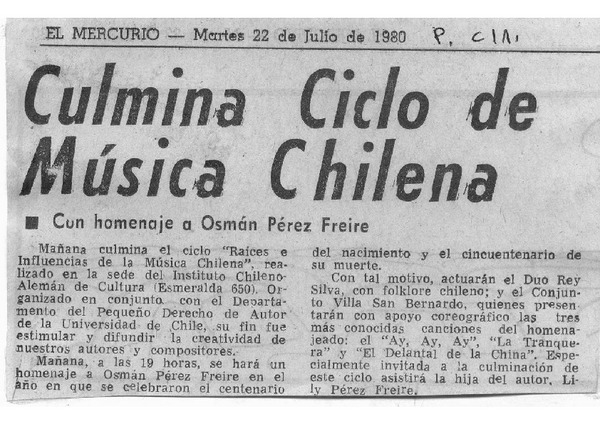 EL MERCURIO — Martes 22 de Julio de 1980
Culmina Ciclo de
Música Chilena
■ Con homenaje a Osmán Pérez Freire
Mañana culmina el ciclo "Raíces e
Influencias de la Música Chilena", rea-
lizado en la sede del Instituto Chileno-
Alemán de Cultura (Esmeralda 650). Or-
ganizado en conjunto con el Departa-
mento del Pequeño Derecho de Autor
de la Universidad de Chile, su fin fue
estimular y difundir la creatividad de
nuestros autores y compositores.
Mañana, a las 19 horas, se hará un
homenaje a Osmán Pérez Freire en el
año en que se celebraron el centenario
del nacimiento y el cincuentenario de
su muerte.
Con tal motivo, actuarán el Duo Rey
Silva, con folklore chileno; y el Conjun-
to Villa San Bernardo, quienes presen-
tarán con apoyo coreográfico las tres
más conocidas canciones del homena-
jeado: el "Ay, Ay, Ay", "La Tranque-
ra" y "El Delantal de la China". Espe-
cialmente invitada a la culminación de
este ciclo asistirá la hija del autor, Li-
ly Pérez Freire.